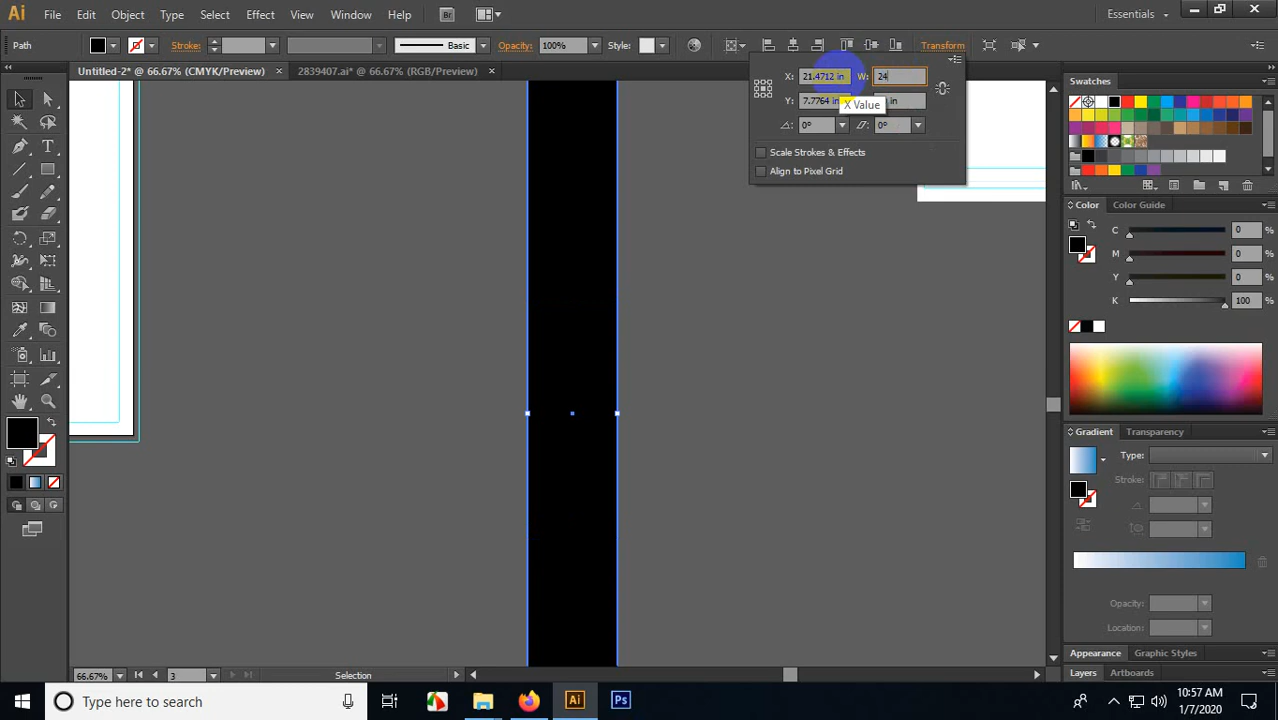 Ai File Edit Object Type Select Effect View Window Help Br Essentials
Path Stroke: Basic Opacity: 100% Style: Transform
Untitled-2* @ 66.67% (CMYK/Preview) × 2839407.ai* @ 66.67% (RGB/Preview) ×
X: 21.4712 in W: 24
Y: 7.7764 in in
X Value
0° 0°
Scale Strokes & Effects
Align to Pixel Grid
Swatches
Color Color Guide
C 0 %
M 0 %
Y 0 %
K 100 %
Gradient Transparency
Type:
Stroke:
Opacity: %
Location: %
Appearance Graphic Styles
Layers Artboards
66.67% 3 Selection
Type here to search Ai Ps 10:57 AM
1/7/2020